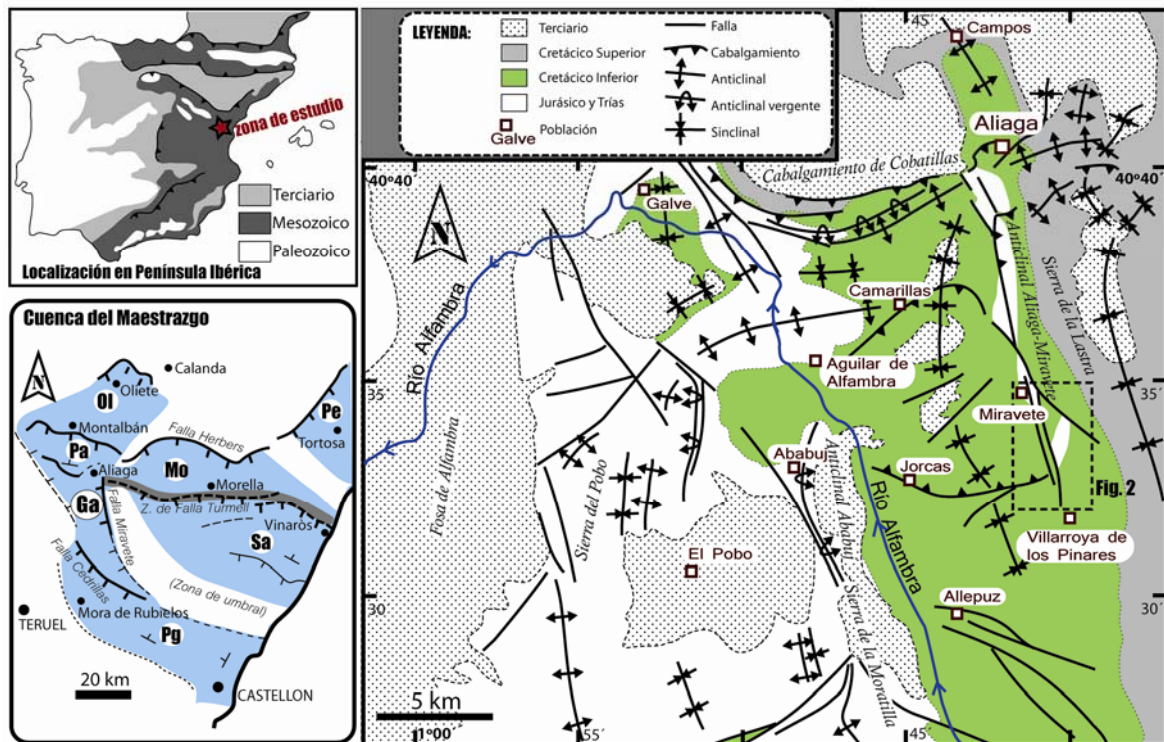 zona de estudio
Terciario
Mesozoico
Paleozoico
Localización en Península Ibérica
Cuenca del Maestrazgo
N
Calanda
Oliete
Ol
Montalbán
Pe
Tortosa
Falla Herbers
Pa
Aliaga
Mo
Morella
Ga
Z. de Falla Turmell
Falla Miravete
Vinaròs
Sa
Falla Cedrillas
(Zona de umbral)
Mora de Rubielos
TERUEL
Pg
20 km
CASTELLON
LEYENDA:
Terciario
Cretácico Superior
Cretácico Inferior
Jurásico y Trías
Población
Galve
Falla
Cabalgamiento
Anticlinal
Anticlinal vergente
Sinclinal
45
Campos
Aliaga
Cabalgamiento de Cobatillas
40º40
40º40
N
Galve
Anticlinal Aliaga-Miravete
Sierra de la Lastra
Camarillas
Río Alfambra
Aguilar de
Alfambra
35
35
Miravete
Fosa de Alfambra
Sierra del Pobo
Ababuj
Anticlinal Ababuj
Río Alfambra
Jorcas
Fig. 2
Villarroya de
los Pinares
El Pobo
Sierra de la Moratilla
Allepuz
30
30´
5 km
1º00´
55´
45